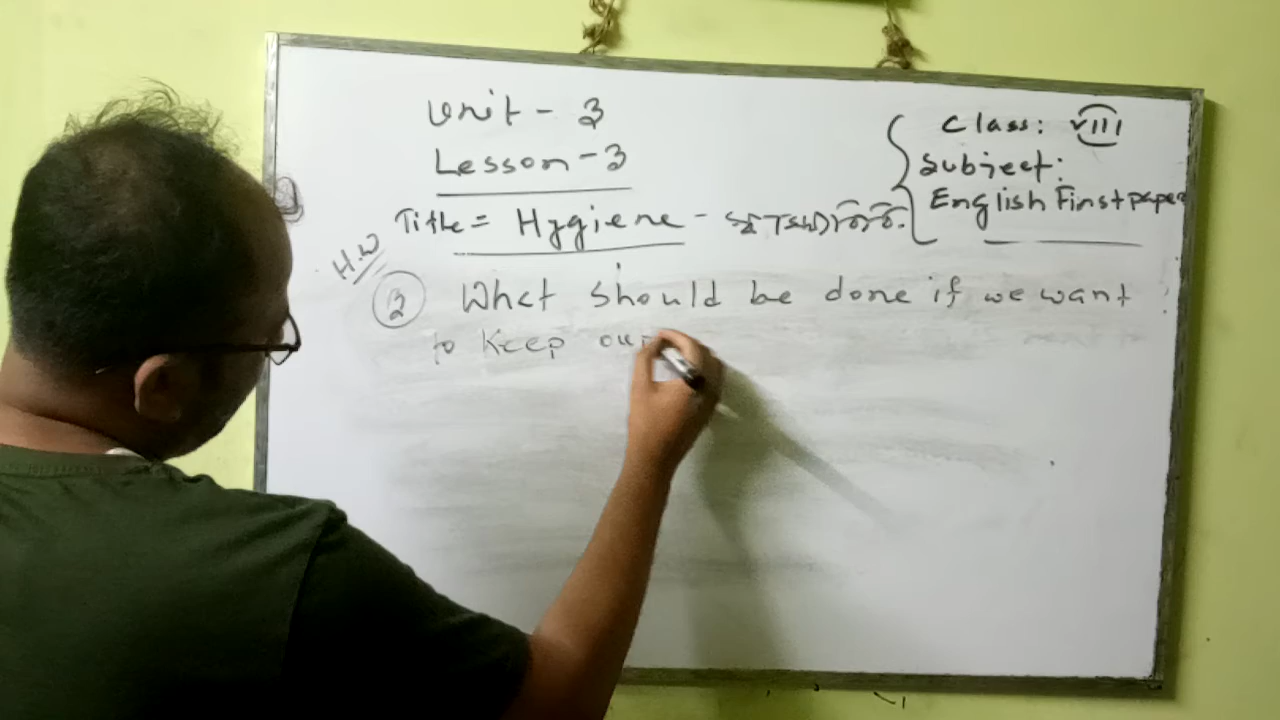 Unit - 3
Lesson - 3
Class: VIII
Subject:
English First paper
Title = Hygiene - স্বাস্থ্যবিধি.
H.W
② What should be done if we want
to Keep our